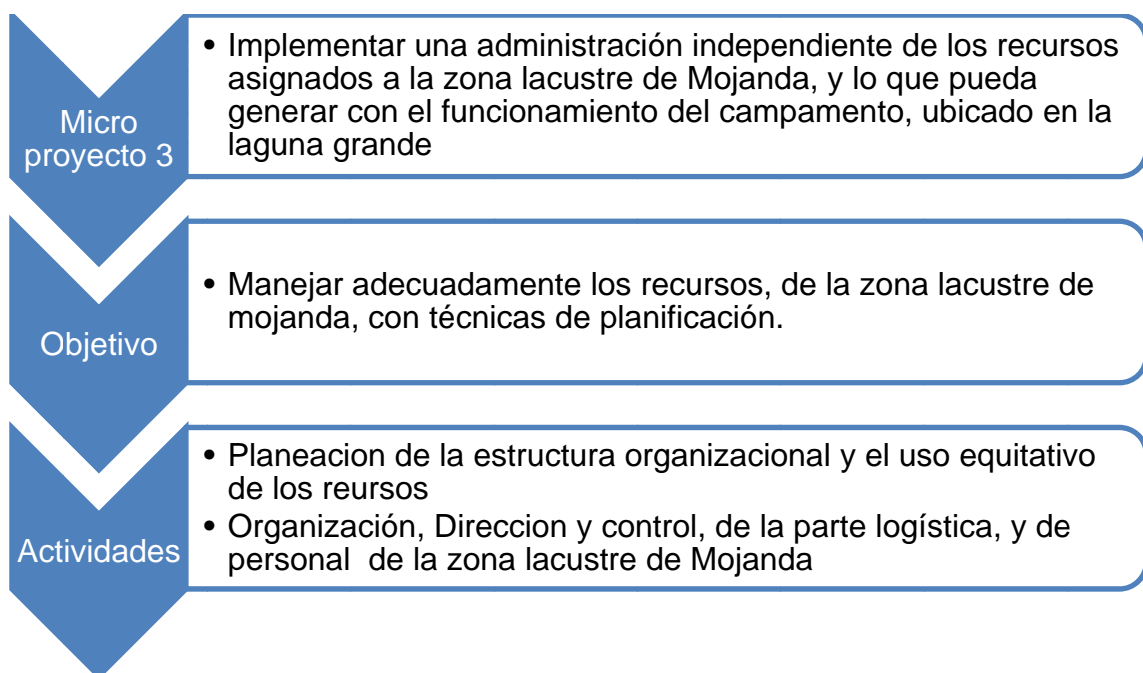 Micro
proyecto 3
• Implementar una administración independiente de los recursos
asignados a la zona lacustre de Mojanda, y lo que pueda
generar con el funcionamiento del campamento, ubicado en la
laguna grande
Objetivo
• Manejar adecuadamente los recursos, de la zona lacustre de
mojanda, con técnicas de planificación.
Actividades
• Planeacion de la estructura organizacional y el uso equitativo
de los reursos
• Organización, Direccion y control, de la parte logística, y de
personal  de la zona lacustre de Mojanda